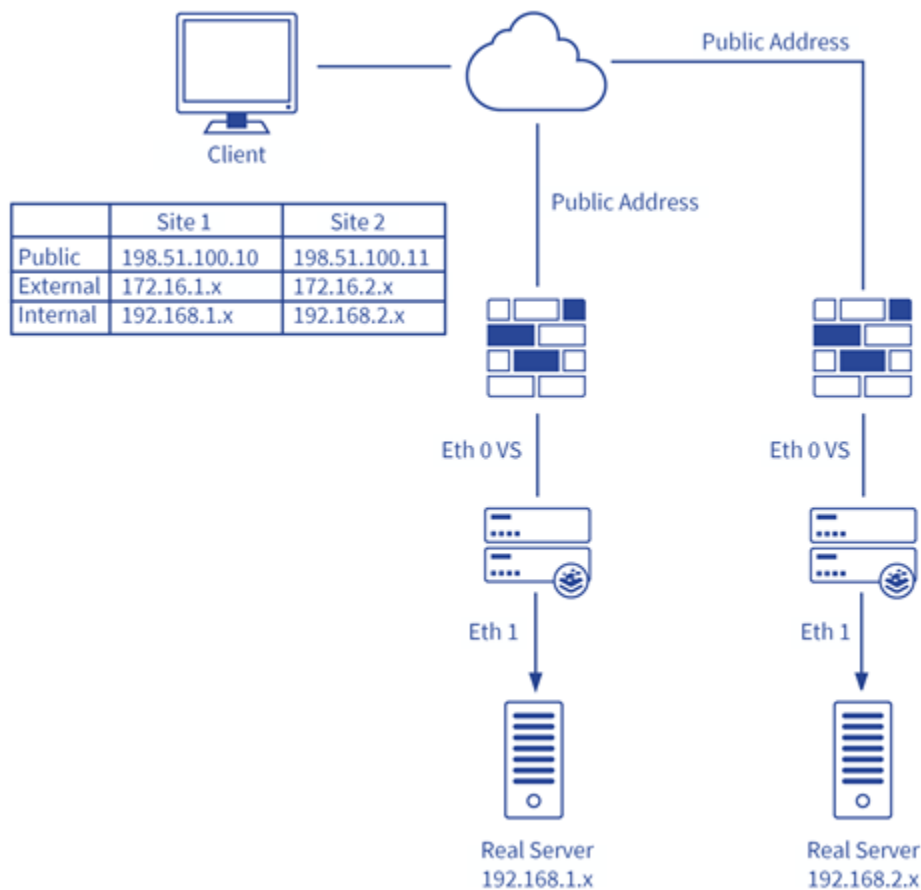 Public Address
Client
Public Address
Site 1 Site 2
Public 198.51.100.10 198.51.100.11
External 172.16.1.x 172.16.2.x
Internal 192.168.1.x 192.168.2.x
Eth 0 VS Eth 0 VS
Eth 1 Eth 1
Real Server Real Server
192.168.1.x 192.168.2.x